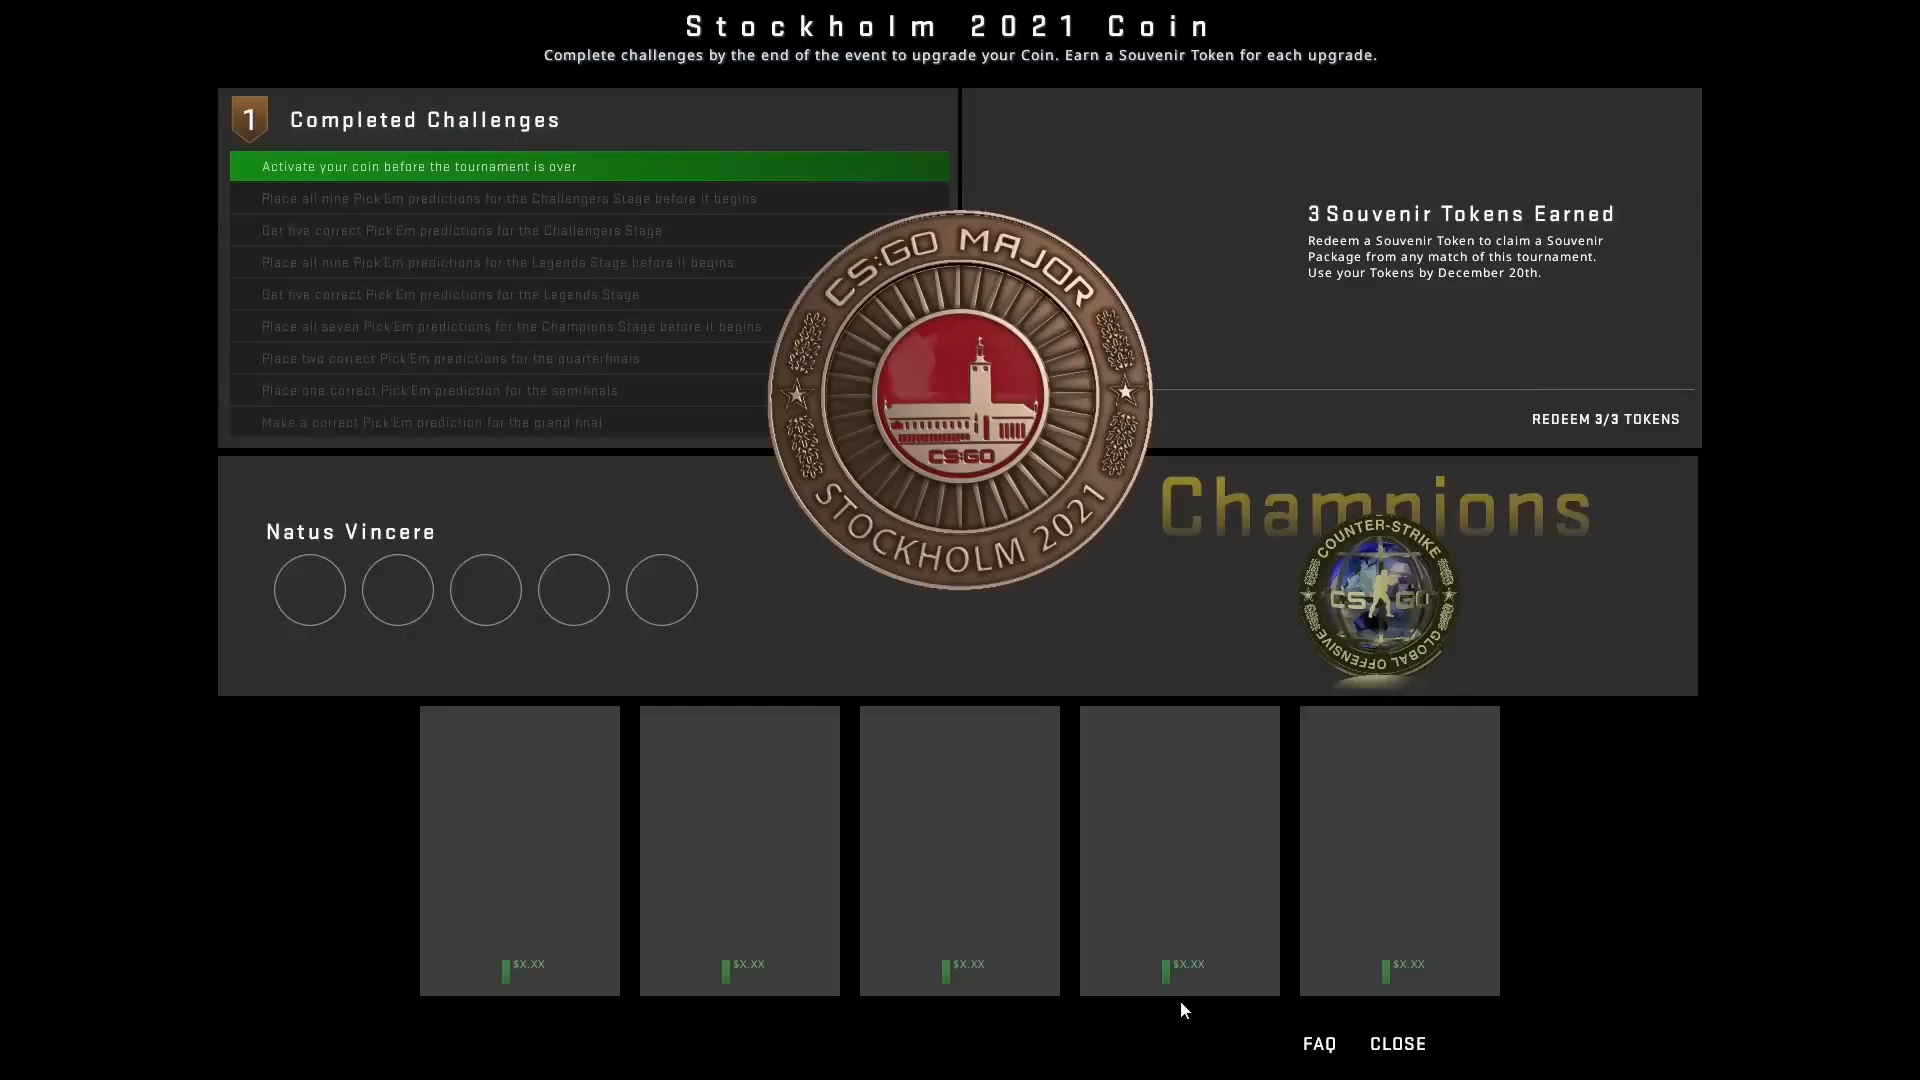 Stockholm 2021 Coin
Complete challenges by the end of the event to upgrade your Coin. Earn a Souvenir Token for each upgrade.
1 Completed Challenges
Activate your coin before the tournament is over
Place all nine Pick'Em predictions for the Challengers Stage before it begins
Get five correct Pick'Em predictions for the Challengers Stage
Place all nine Pick'Em predictions for the Legends Stage before it begins
Get five correct Pick'Em predictions for the Legends Stage
Place all seven Pick'Em predictions for the Champions Stage before it begins
Place two correct Pick'Em predictions for the quarterfinals
Place one correct Pick'Em prediction for the semifinals
Make a correct Pick'Em prediction for the grand final
CS:GO MAJOR
CS:GO
STOCKHOLM 2021
3 Souvenir Tokens Earned
Redeem a Souvenir Token to claim a Souvenir
Package from any match of this tournament.
Use your Tokens by December 20th.
REDEEM 3/3 TOKENS
Natus Vincere
Champions
COUNTER-STRIKE
CS GO
GLOBAL OFFENSIVE
$X.XX
$X.XX
$X.XX
$X.XX
$X.XX
FAQ
CLOSE